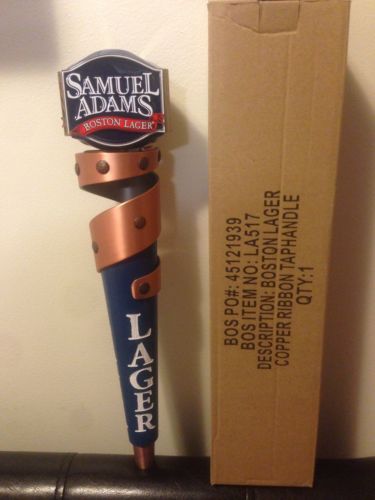 SAMUEL
ADAMS
BOSTON LAGER
LAGER
BOS PO#: 45121939
BOS ITEM NO: LA517
DESCRIPTION: BOSTON LAGER
COPPER RIBBON TAPHANDLE
QTY:1